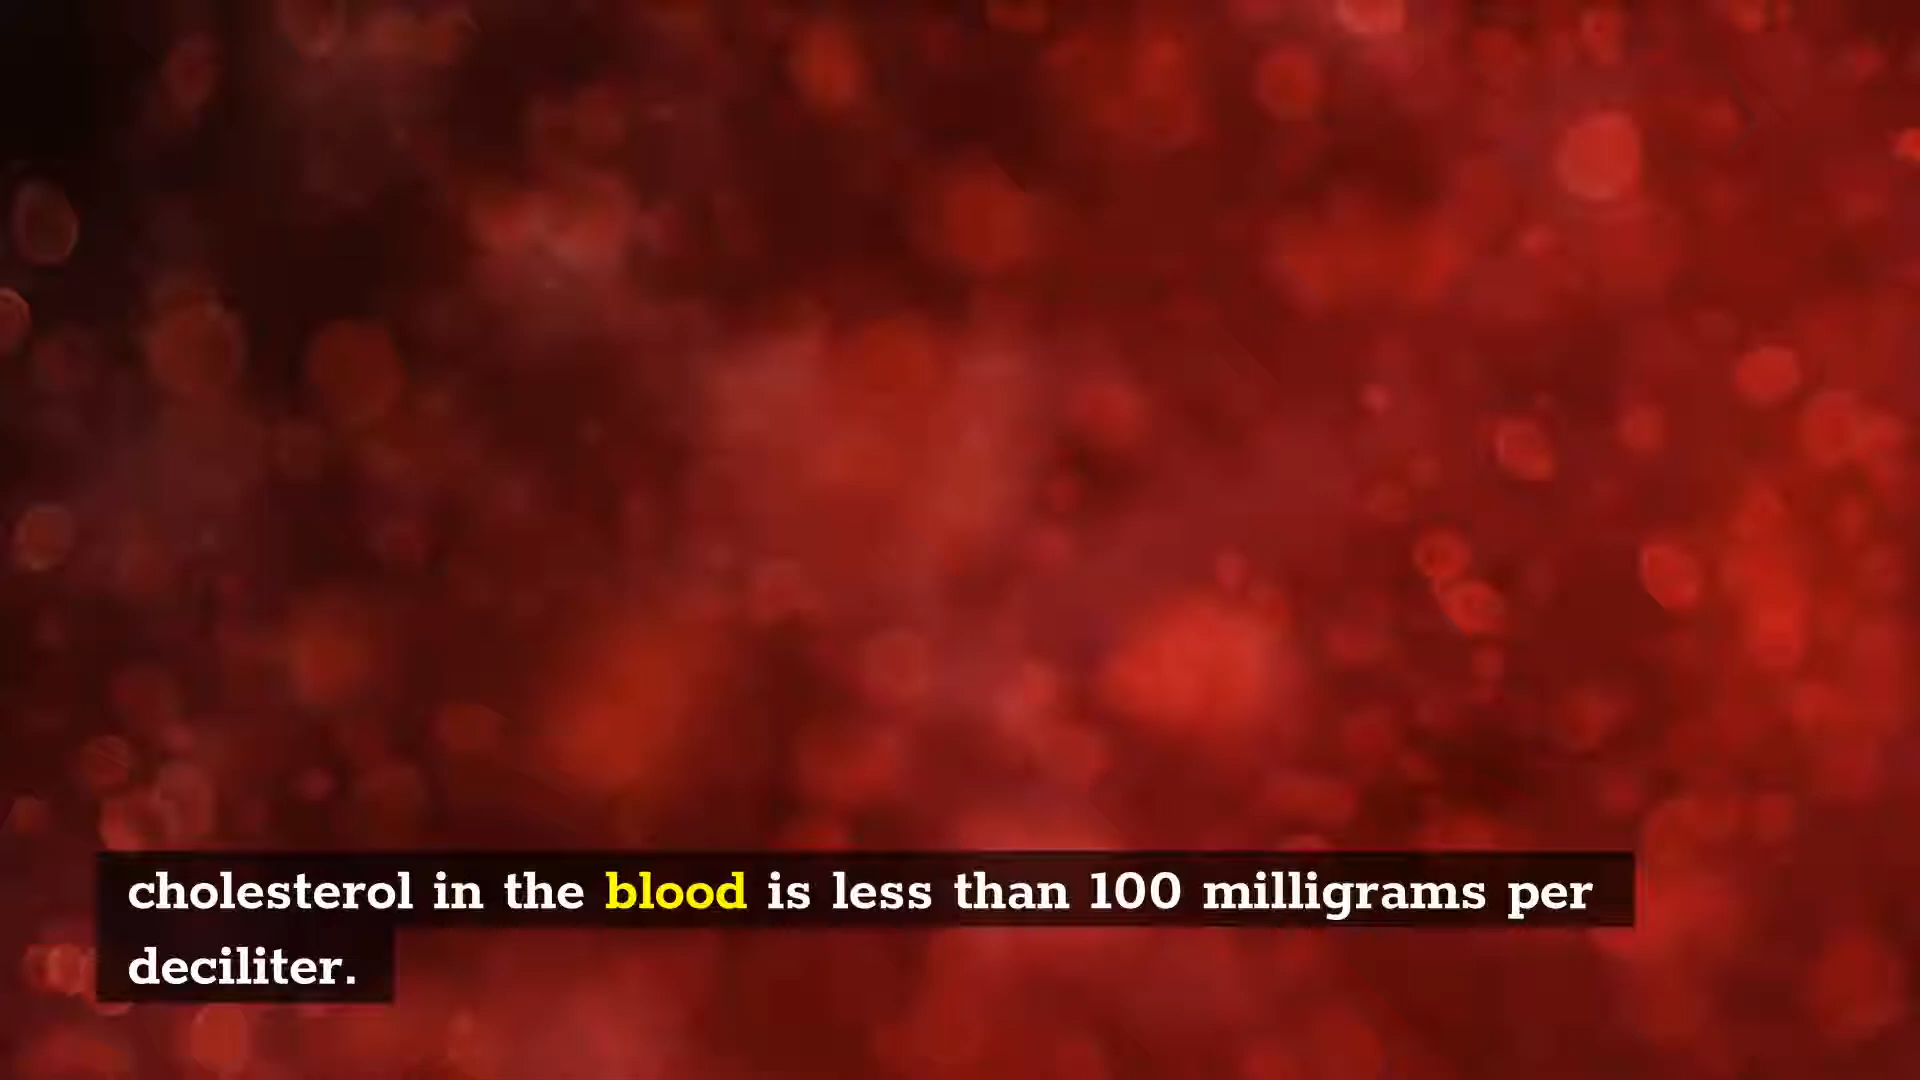 cholesterol in the blood is less than 100 milligrams per
deciliter.